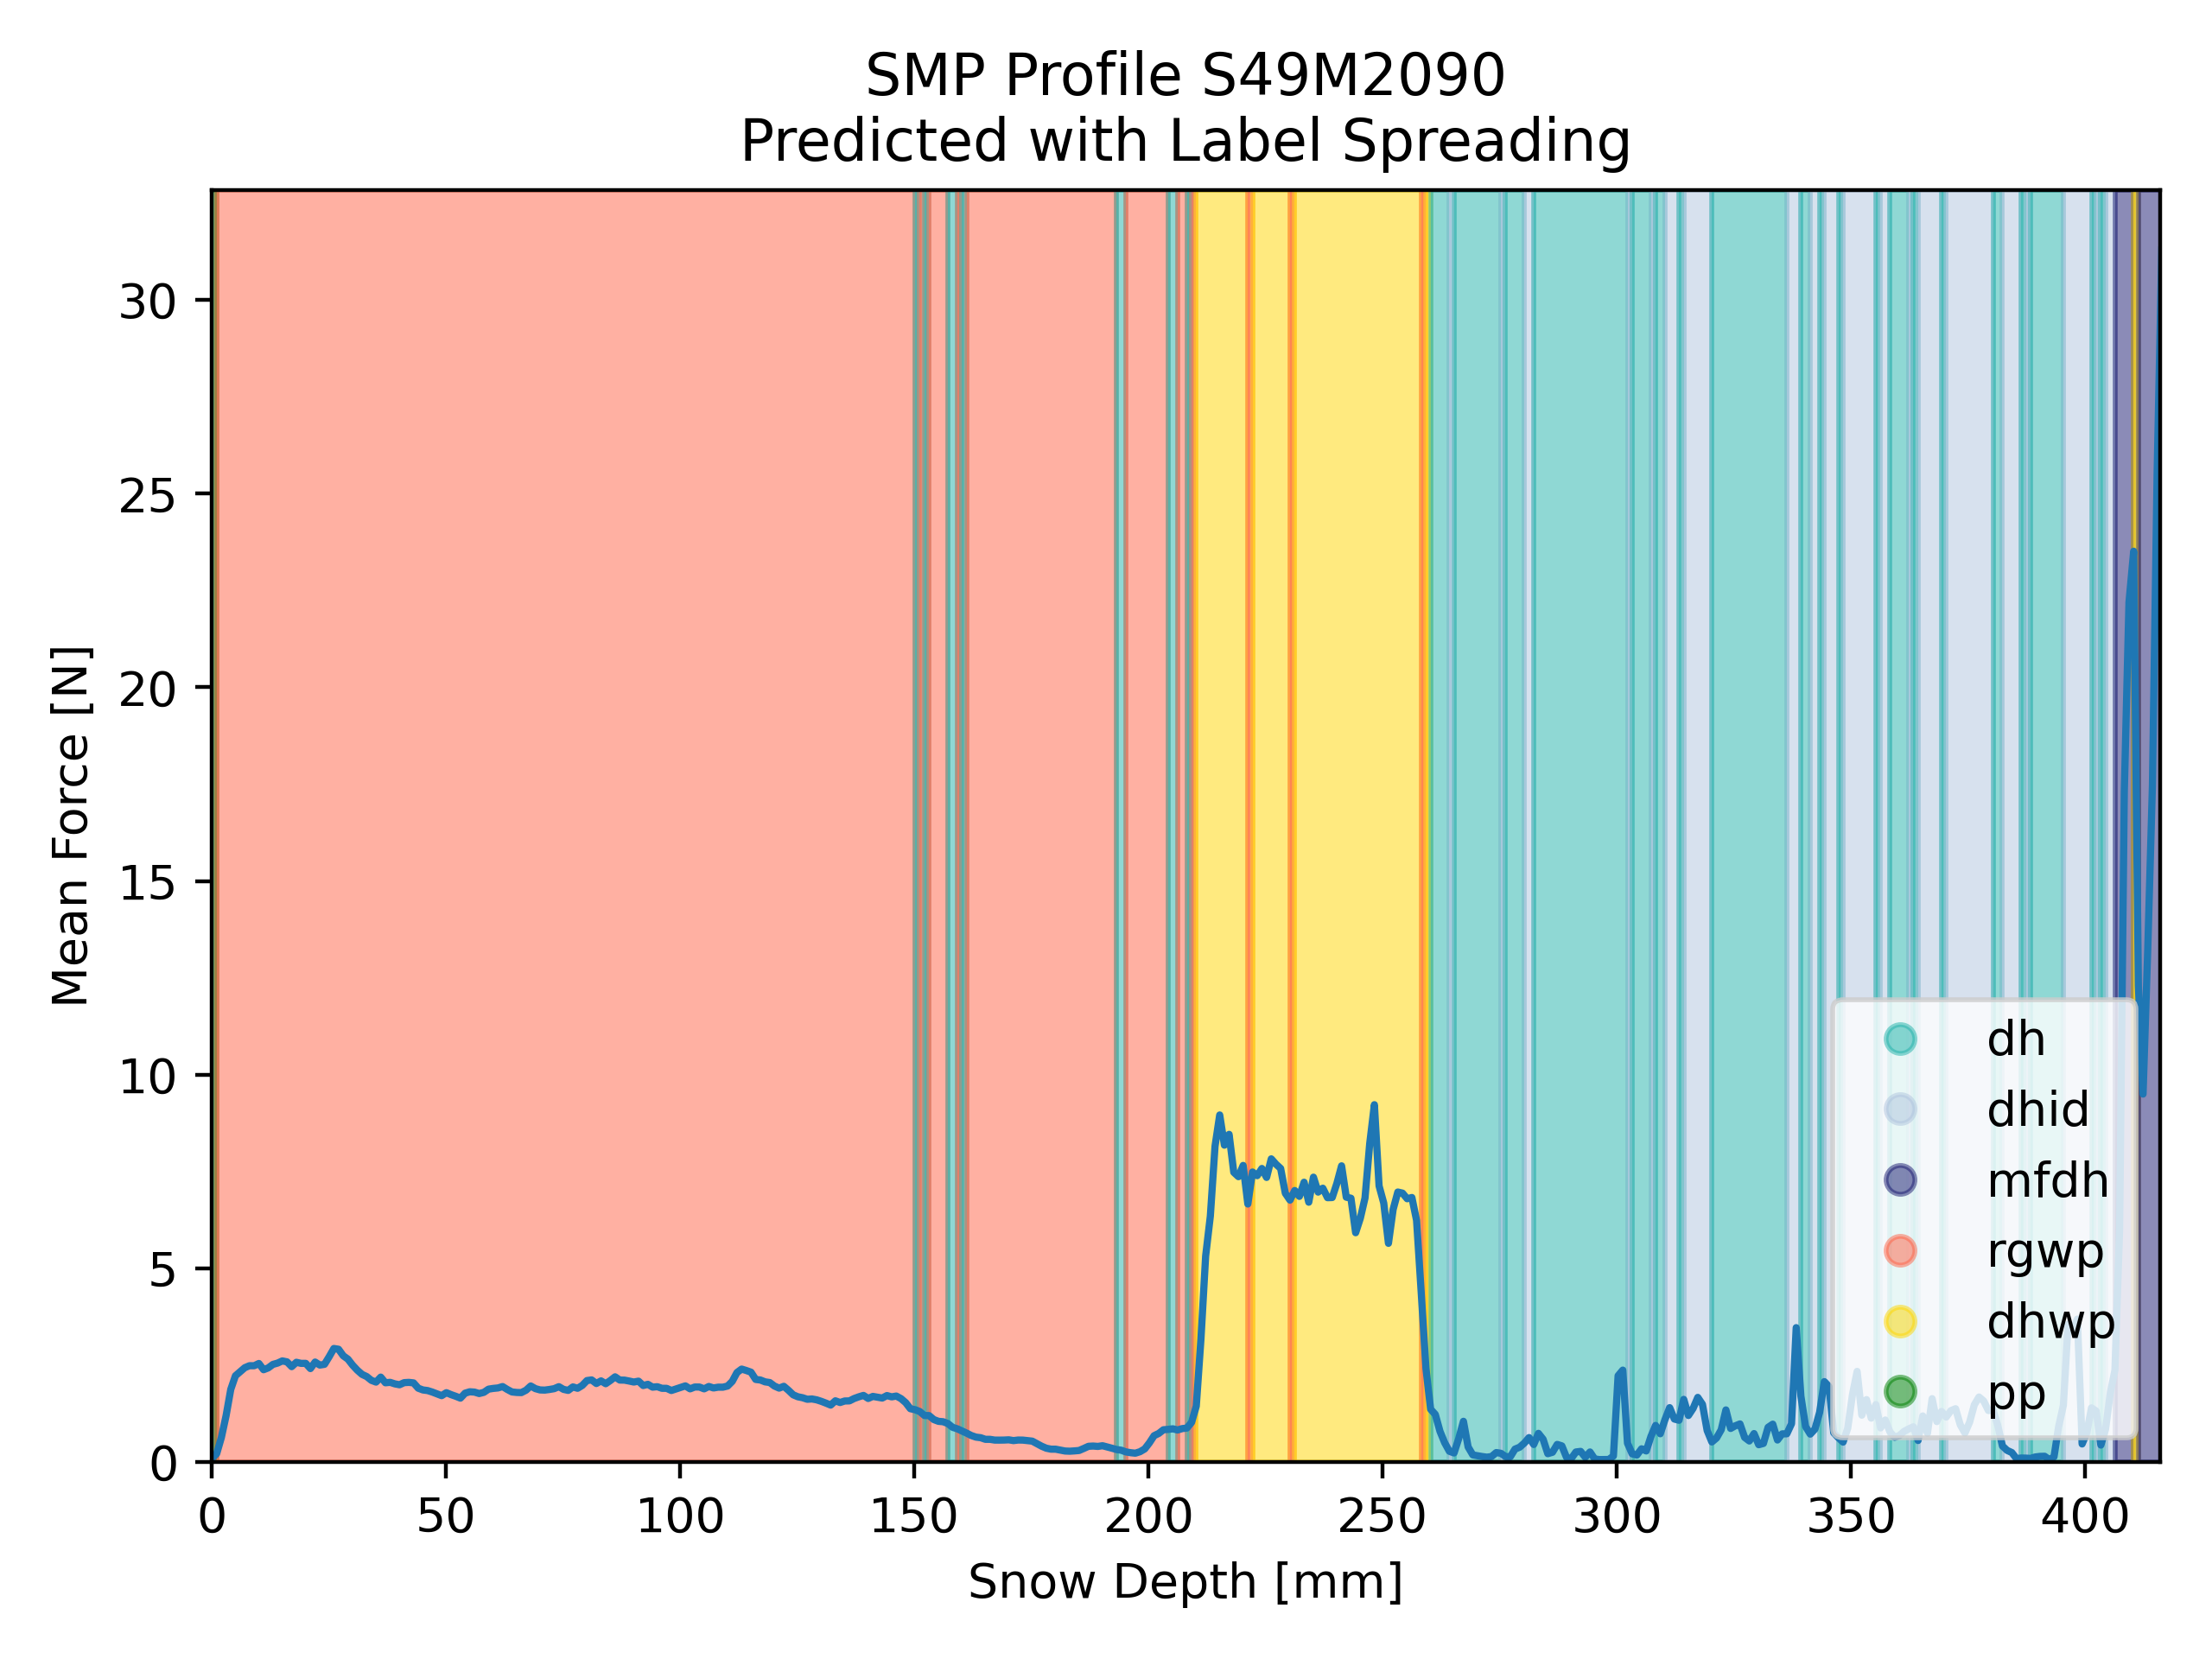 SMP Profile S49M2090
Predicted with Label Spreading
Mean Force [N]
30
25
20
15
10
5
0
dh
dhid
mfdh
rgwp
dhwp
pp
0 50 100 150 200 250 300 350 400
Snow Depth [mm]